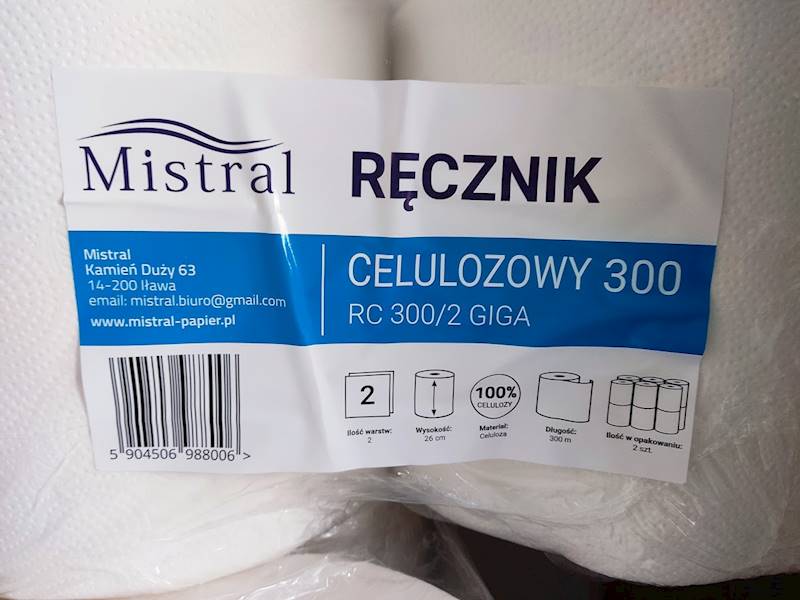 Mistral
RĘCZNIK
Mistral
Kamień Duży 63
14-200 Iława
email: mistral.biuro@gmail.com
www.mistral-papier.pl
CELULOZOWY 300
RC 300/2 GIGA
5 904506 988006 >
2
Ilość warstw:
2
Wysokość:
26 cm
100%
CELULOZY
Materiał:
Celuloza
Długość:
300 m
Ilość w opakowaniu:
2 szt.